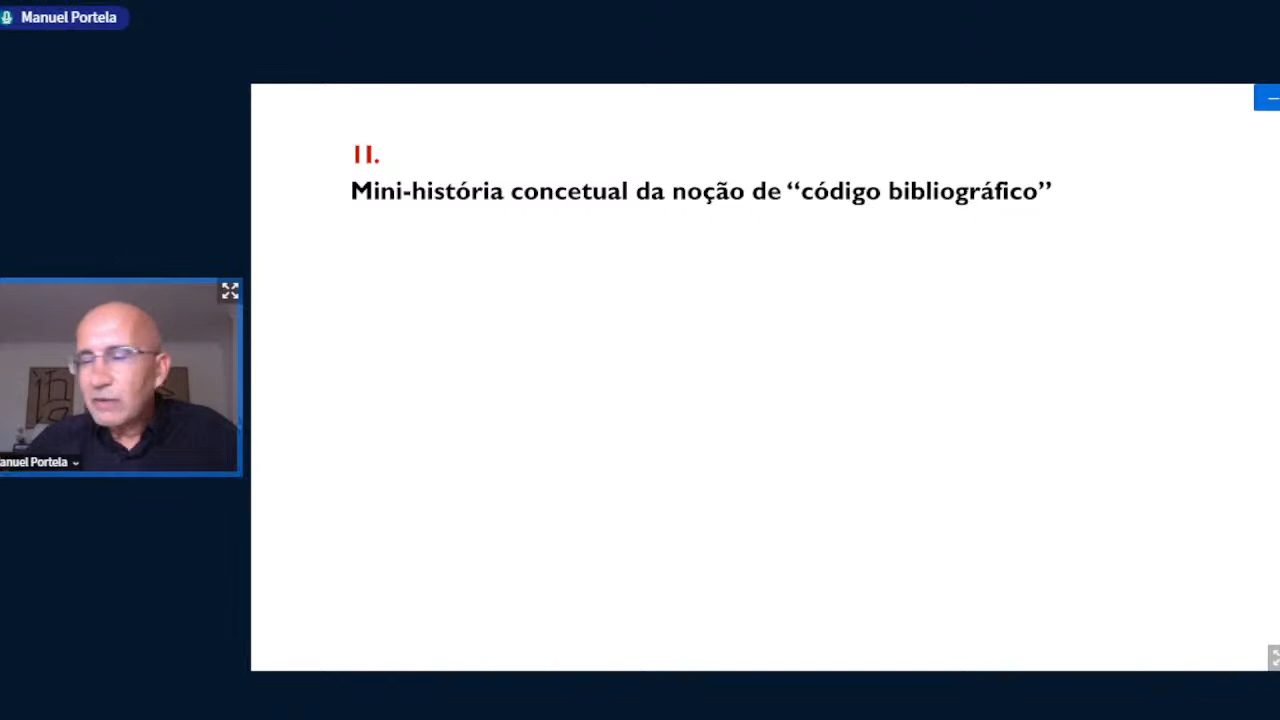 Manuel Portela
II.
Mini-história concetual da noção de “código bibliográfico”
anuel Portela